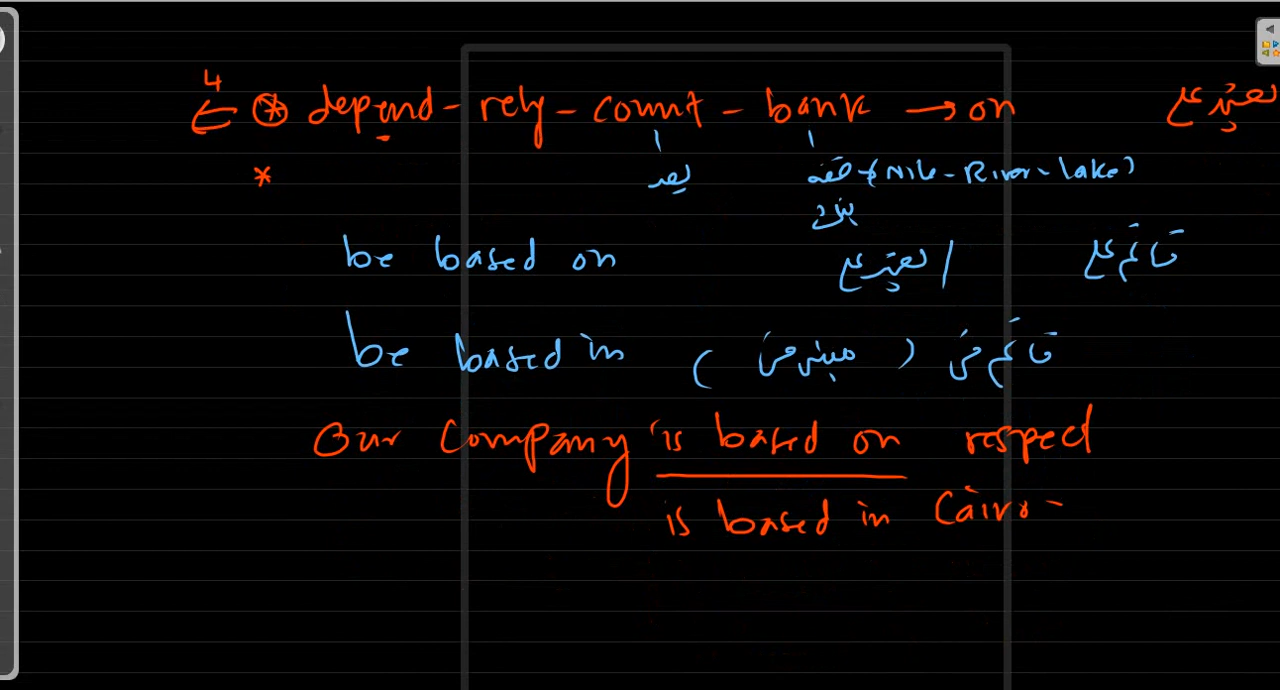 4
← * depend - rely - count - bank → on يعتمد على
* يعد ضفة (Nile - River - Lake)
بنك
be based on يعتمد على / قائم على
be based in قائم في ( مبني في )
Our Company is based on respect
is based in Cairo -